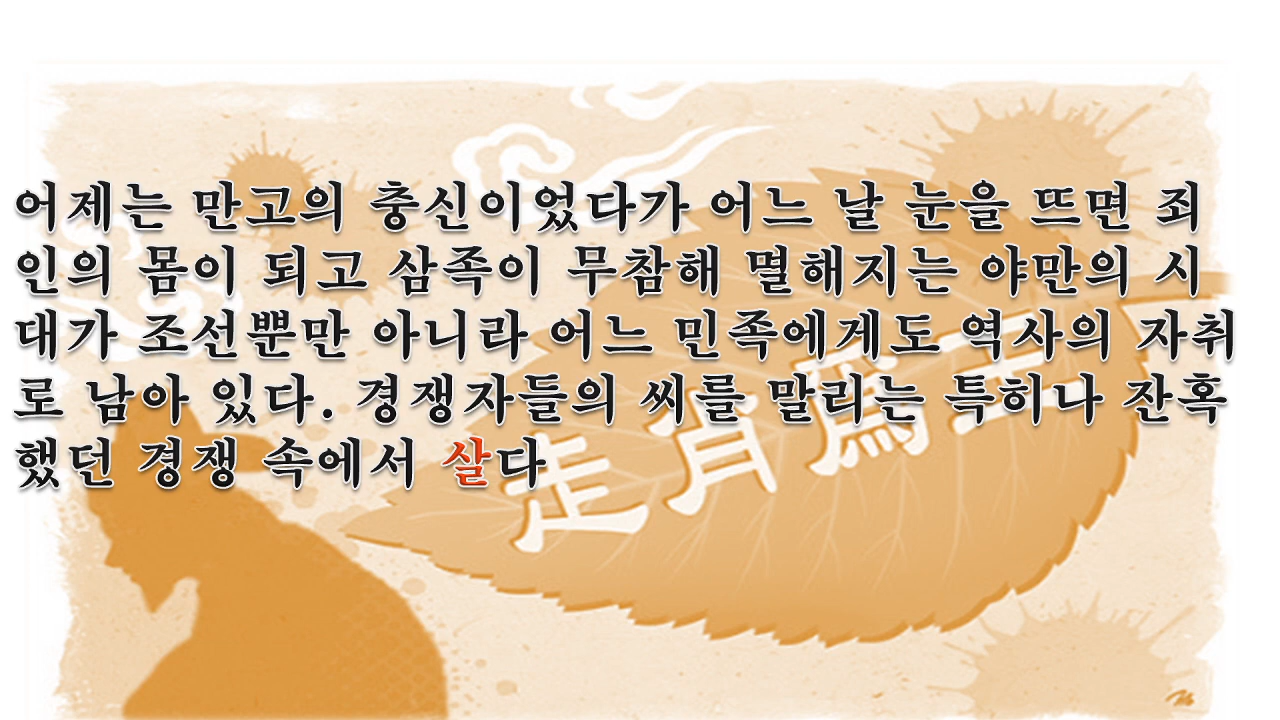 어제는 만고의 충신이었다가 어느 날 눈을 뜨면 죄
인의 몸이 되고 삼족이 무참해 멸해지는 야만의 시
대가 조선뿐만 아니라 어느 민족에게도 역사의 자취
로 남아 있다. 경쟁자들의 씨를 말리는 특히나 잔혹
했던 경쟁 속에서 살다
走肖爲王